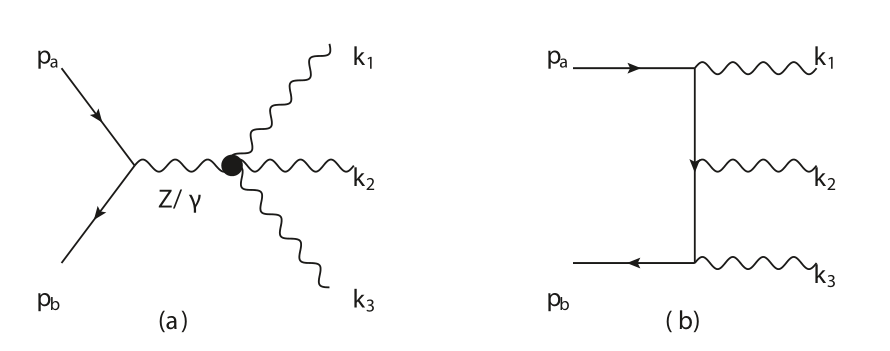 pa k1 pa k1
k2 k2
Z/ γ
k3
pb k3 pb
(a) ( b)